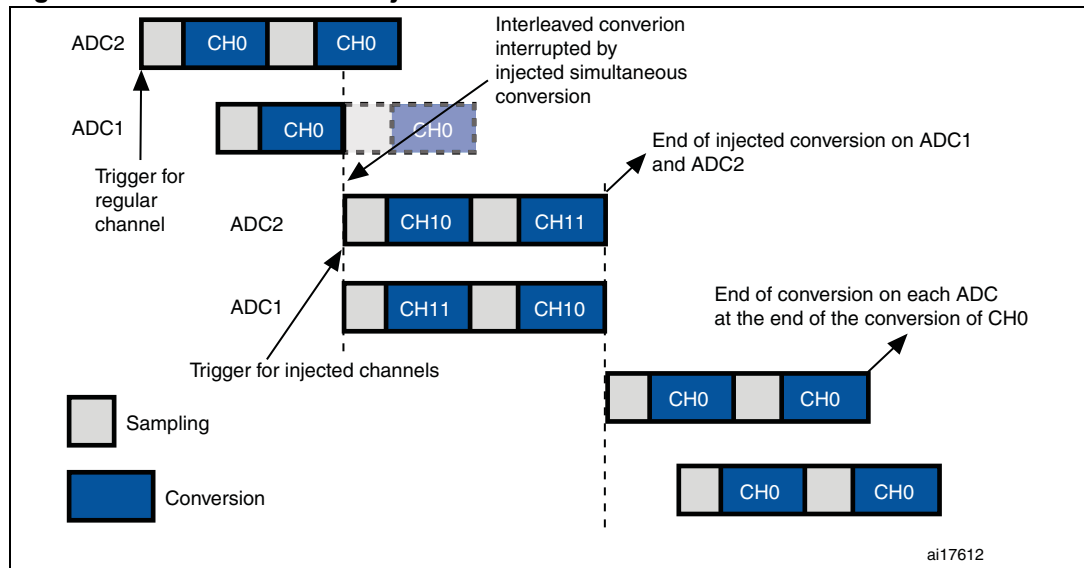 ADC2
CH0
CH0
Interleaved converion
interrupted by
injected simultaneous
conversion
ADC1
CH0
CH0
End of injected conversion on ADC1
and ADC2
Trigger for
regular
channel
ADC2
CH10
CH11
ADC1
CH11
CH10
End of conversion on each ADC
at the end of the conversion of CH0
Trigger for injected channels
CH0
CH0
Sampling
CH0
CH0
Conversion
ai17612